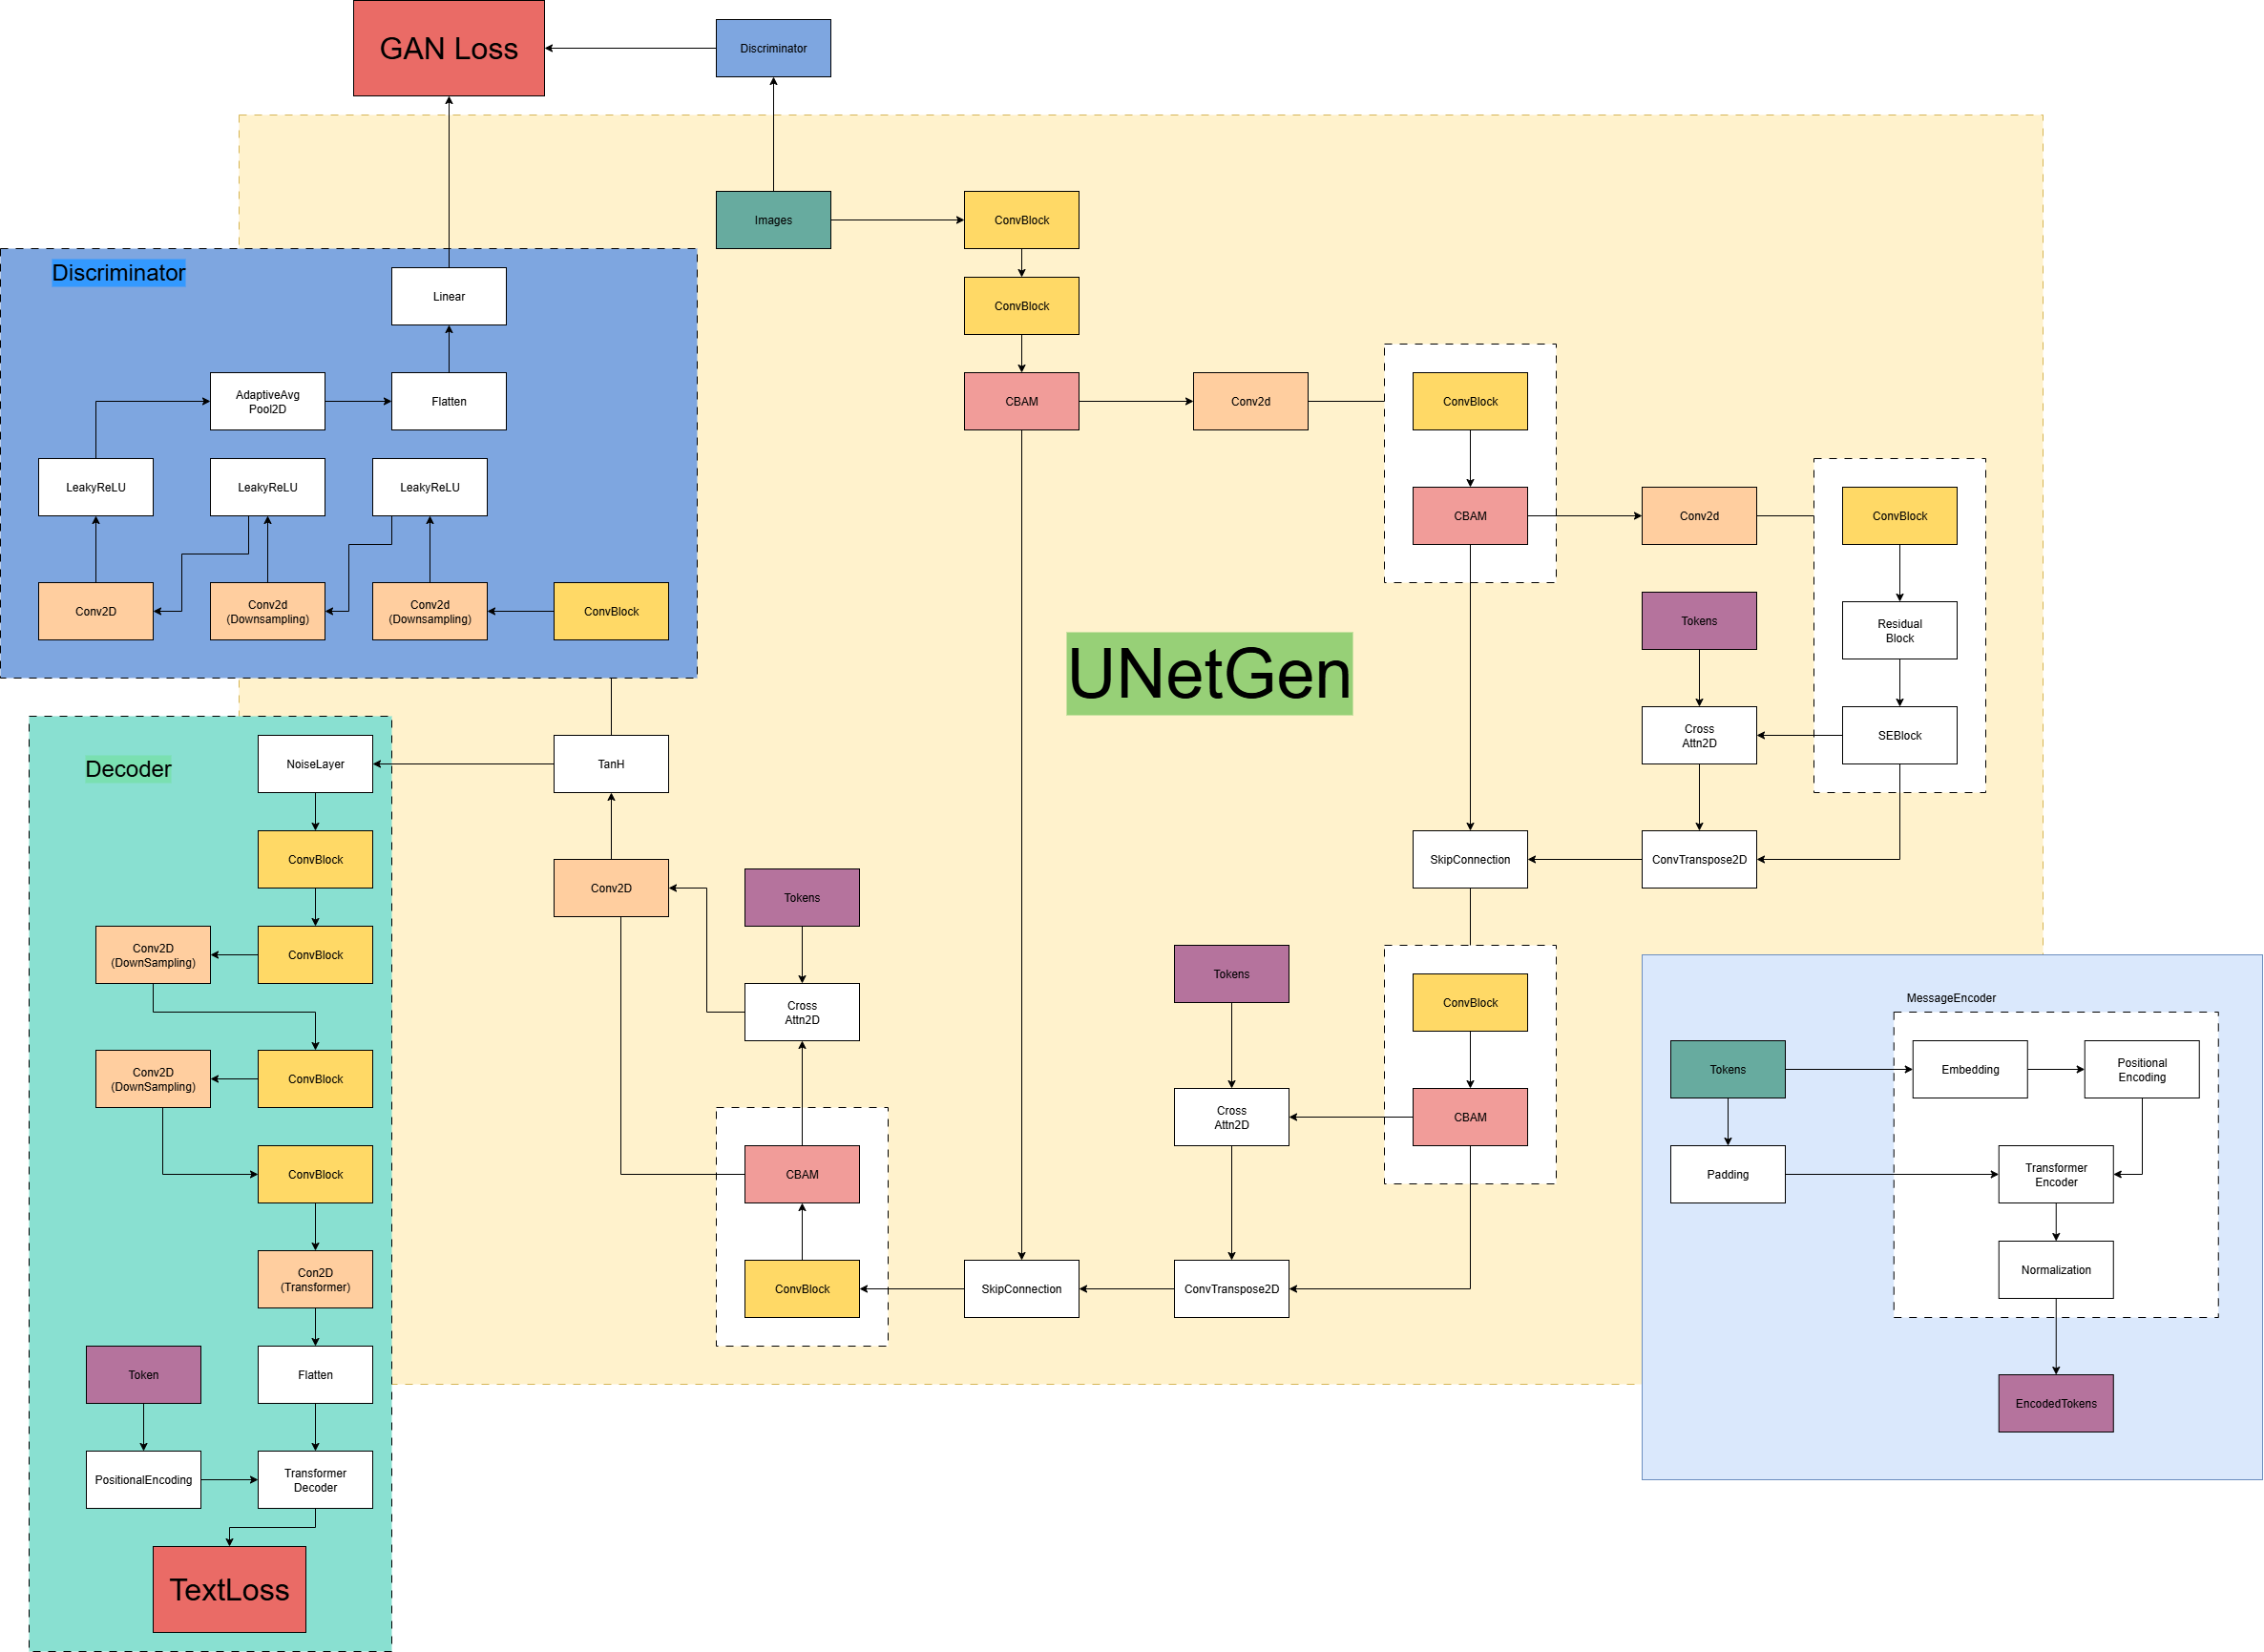 GAN Loss
Discriminator
Images
ConvBlock
Discriminator
Linear
ConvBlock
AdaptiveAvg
Pool2D
Flatten
CBAM
Conv2d
ConvBlock
LeakyReLU
LeakyReLU
LeakyReLU
CBAM
Conv2d
ConvBlock
Conv2D
Conv2d
(Downsampling)
Conv2d
(Downsampling)
ConvBlock
Tokens
Residual
Block
UNetGen
Cross
Attn2D
SEBlock
Decoder
NoiseLayer
TanH
ConvBlock
SkipConnection
ConvTranspose2D
Conv2D
Tokens
Conv2D
(DownSampling)
ConvBlock
Tokens
ConvBlock
Cross
Attn2D
MessageEncoder
Conv2D
(DownSampling)
ConvBlock
Tokens
Embedding
Positional
Encoding
Cross
Attn2D
CBAM
ConvBlock
CBAM
Padding
Transformer
Encoder
Con2D
(Transformer)
ConvBlock
SkipConnection
ConvTranspose2D
Normalization
Token
Flatten
EncodedTokens
PositionalEncoding
Transformer
Decoder
TextLoss